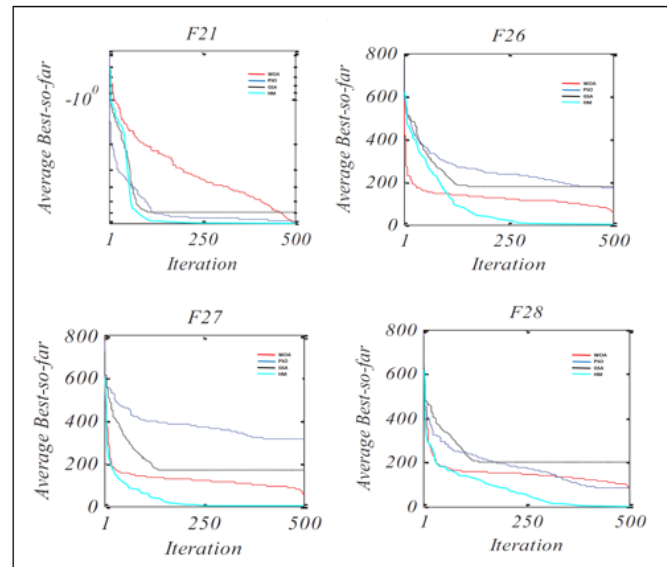 F21
Average Best-so-far
-10⁰
WOA
PSO
GSA
HM
1
250
500
Iteration
F26
Average Best-so-far
800
600
400
200
0
WOA
PSO
GSA
HM
1
250
500
Iteration
F27
Average Best-so-far
800
600
400
200
0
WOA
PSO
GSA
HM
1
250
500
Iteration
F28
Average Best-so-far
800
600
400
200
0
WOA
PSO
GSA
HM
1
250
500
Iteration